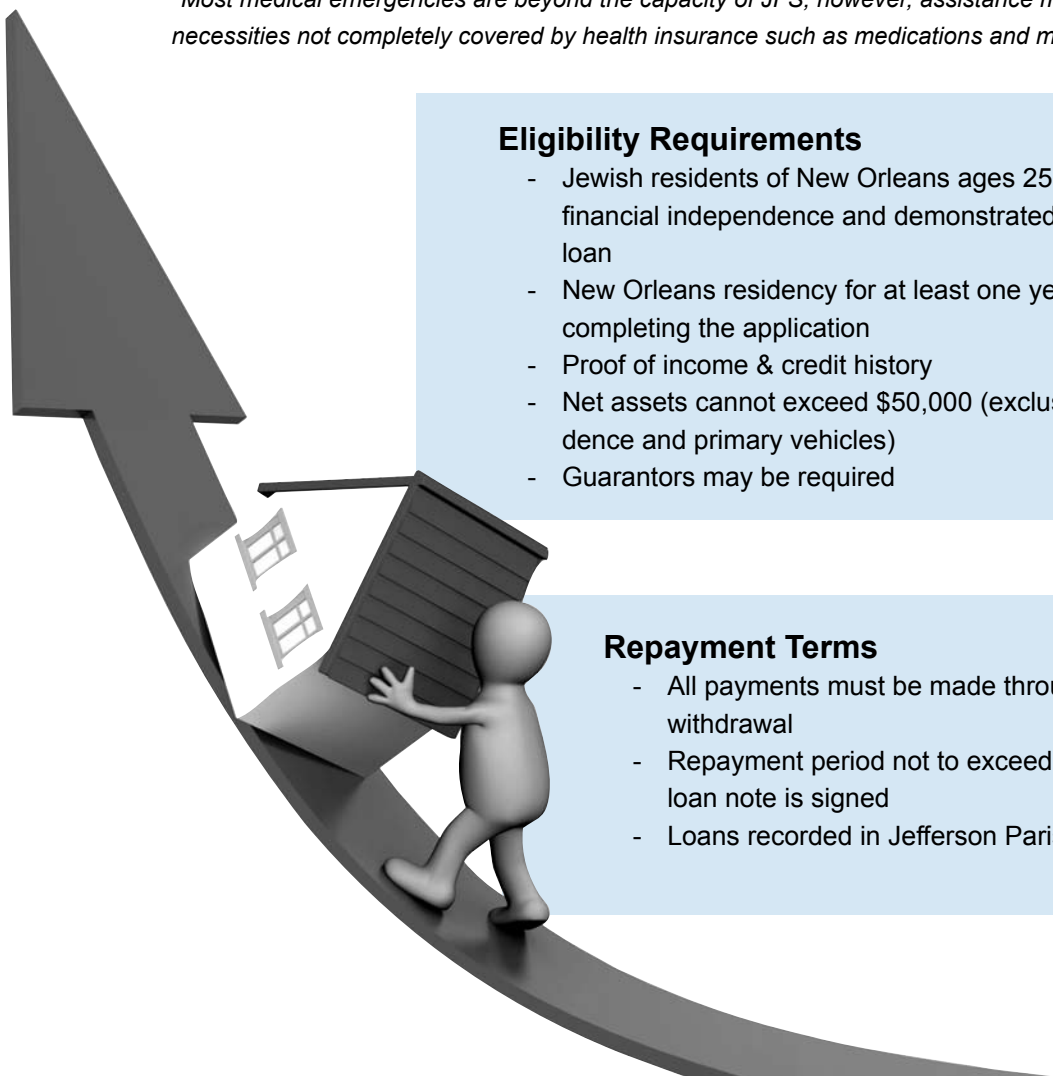 Most medical emergencies are beyond the capacity of JFS; however, assistance
necessities not completely covered by health insurance such as medications and m
Eligibility Requirements
- Jewish residents of New Orleans ages 25
financial independence and demonstrated
loan
- New Orleans residency for at least one ye
completing the application
- Proof of income & credit history
- Net assets cannot exceed $50,000 (exclus
dence and primary vehicles)
- Guarantors may be required
Repayment Terms
- All payments must be made throu
withdrawal
- Repayment period not to exceed
loan note is signed
- Loans recorded in Jefferson Pari